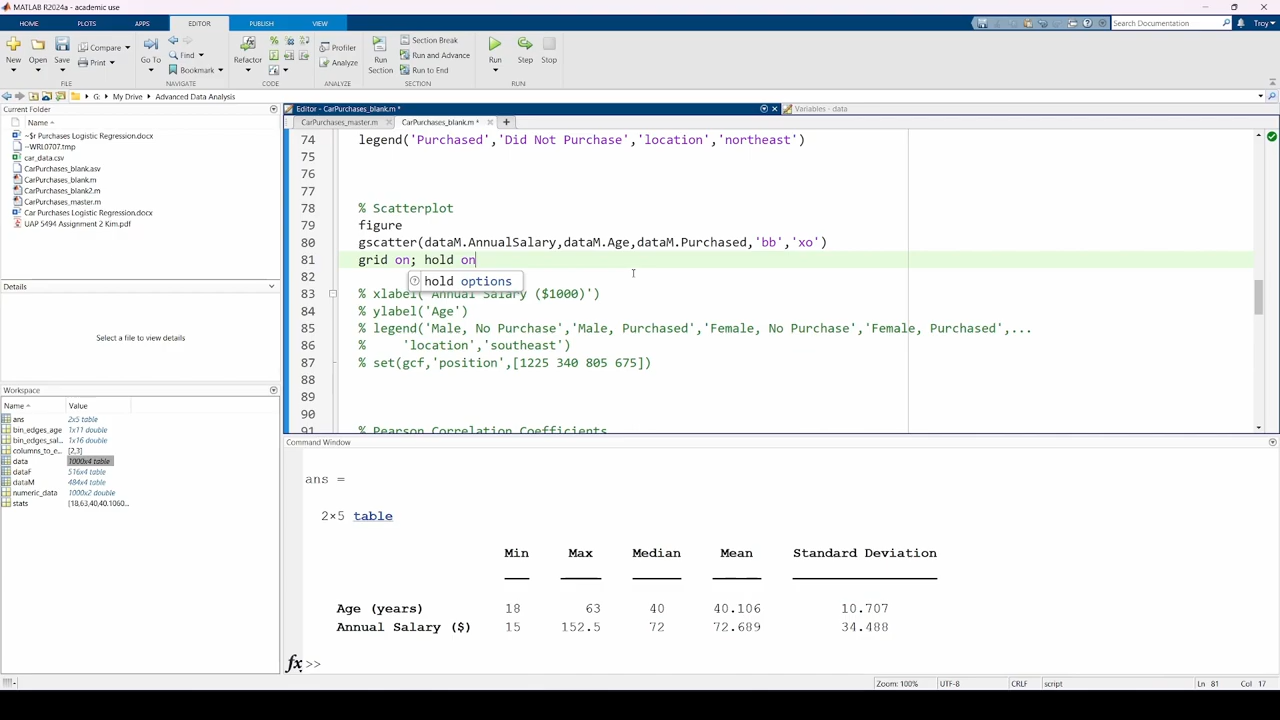 MATLAB R2024a - academic use
HOME PLOTS APPS EDITOR PUBLISH VIEW Search Documentation Troy
New Open Save Compare Print Go To Find Bookmark Refactor Profiler Analyze Run Section Section Break Run and Advance Run to End Run Step Stop
FILE NAVIGATE CODE ANALYZE SECTION RUN
G: My Drive Advanced Data Analysis
Current Folder
Name
~$r Purchases Logistic Regression.docx
~WRL0707.tmp
car_data.csv
CarPurchases_blank.asv
CarPurchases_blank.m
CarPurchases_blank2.m
CarPurchases_master.m
Car Purchases Logistic Regression.docx
UAP 5494 Assignment 2 Kim.pdf
Details
Select a file to view details
Workspace
Name Value
ans 2x5 table
bin_edges_age 1x11 double
bin_edges_sal... 1x16 double
columns_to_e... [2,3]
data 1000x4 table
dataF 516x4 table
dataM 484x4 table
numeric_data 1000x2 double
stats [18,63,40,40.1060...
Editor - CarPurchases_blank.m * Variables - data
CarPurchases_master.m CarPurchases_blank.m *
74 legend('Purchased','Did Not Purchase','location','northeast')
75
76
77
78 % Scatterplot
79 figure
80 gscatter(dataM.AnnualSalary,dataM.Age,dataM.Purchased,'bb','xo')
81 grid on; hold on
82 hold options
83 % xlabel('Annual Salary ($1000)')
84 % ylabel('Age')
85 % legend('Male, No Purchase','Male, Purchased','Female, No Purchase','Female, Purchased',...
86 % 'location','southeast')
87 % set(gcf,'position',[1225 340 805 675])
88
89
90
91 % Pearson Correlation Coefficients
Command Window
ans =
2×5 table
Min Max Median Mean Standard Deviation
Age (years) 18 63 40 40.106 10.707
Annual Salary ($) 15 152.5 72 72.689 34.488
fx >>
Zoom: 100% UTF-8 CRLF script Ln 81 Col 17